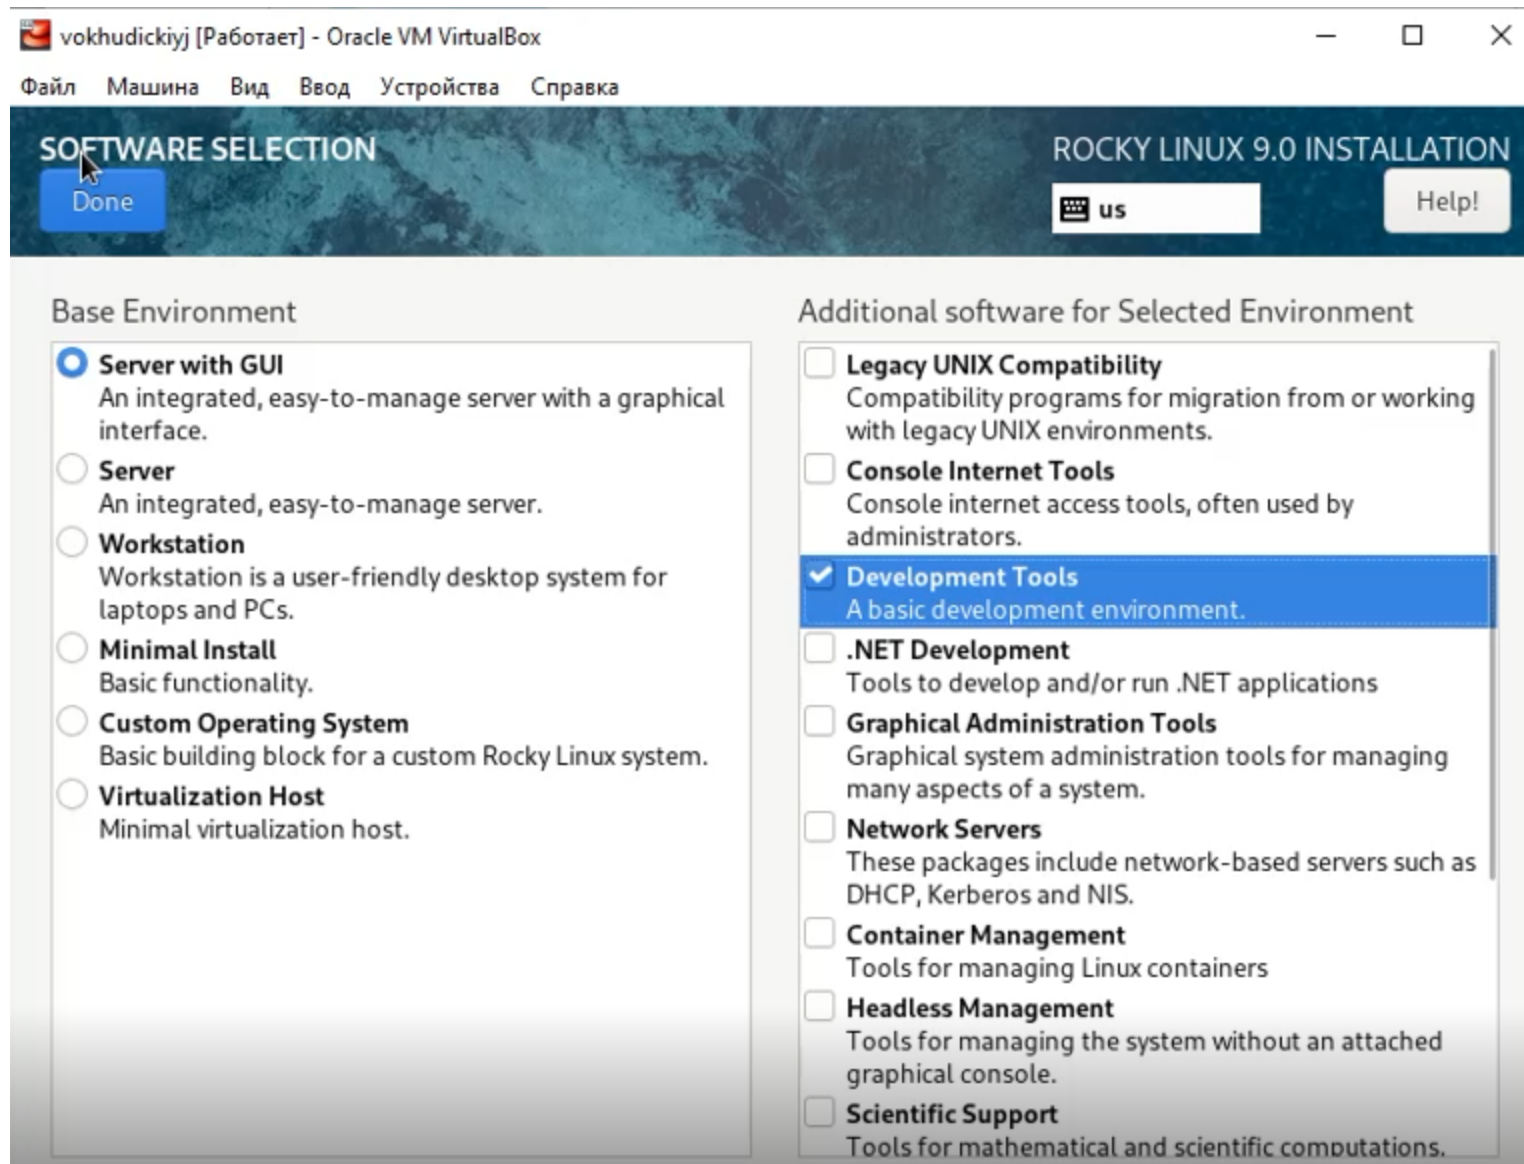 vokhudickiyj [Работает] - Oracle VM VirtualBox
Файл Машина Вид Ввод Устройства Справка
SOFTWARE SELECTION
ROCKY LINUX 9.0 INSTALLATION
Done
us
Help!
Base Environment
Server with GUI
An integrated, easy-to-manage server with a graphical
interface.
Server
An integrated, easy-to-manage server.
Workstation
Workstation is a user-friendly desktop system for
laptops and PCs.
Minimal Install
Basic functionality.
Custom Operating System
Basic building block for a custom Rocky Linux system.
Virtualization Host
Minimal virtualization host.
Additional software for Selected Environment
Legacy UNIX Compatibility
Compatibility programs for migration from or working
with legacy UNIX environments.
Console Internet Tools
Console internet access tools, often used by
administrators.
Development Tools
A basic development environment.
.NET Development
Tools to develop and/or run .NET applications
Graphical Administration Tools
Graphical system administration tools for managing
many aspects of a system.
Network Servers
These packages include network-based servers such as
DHCP, Kerberos and NIS.
Container Management
Tools for managing Linux containers
Headless Management
Tools for managing the system without an attached
graphical console.
Scientific Support
Tools for mathematical and scientific computations.